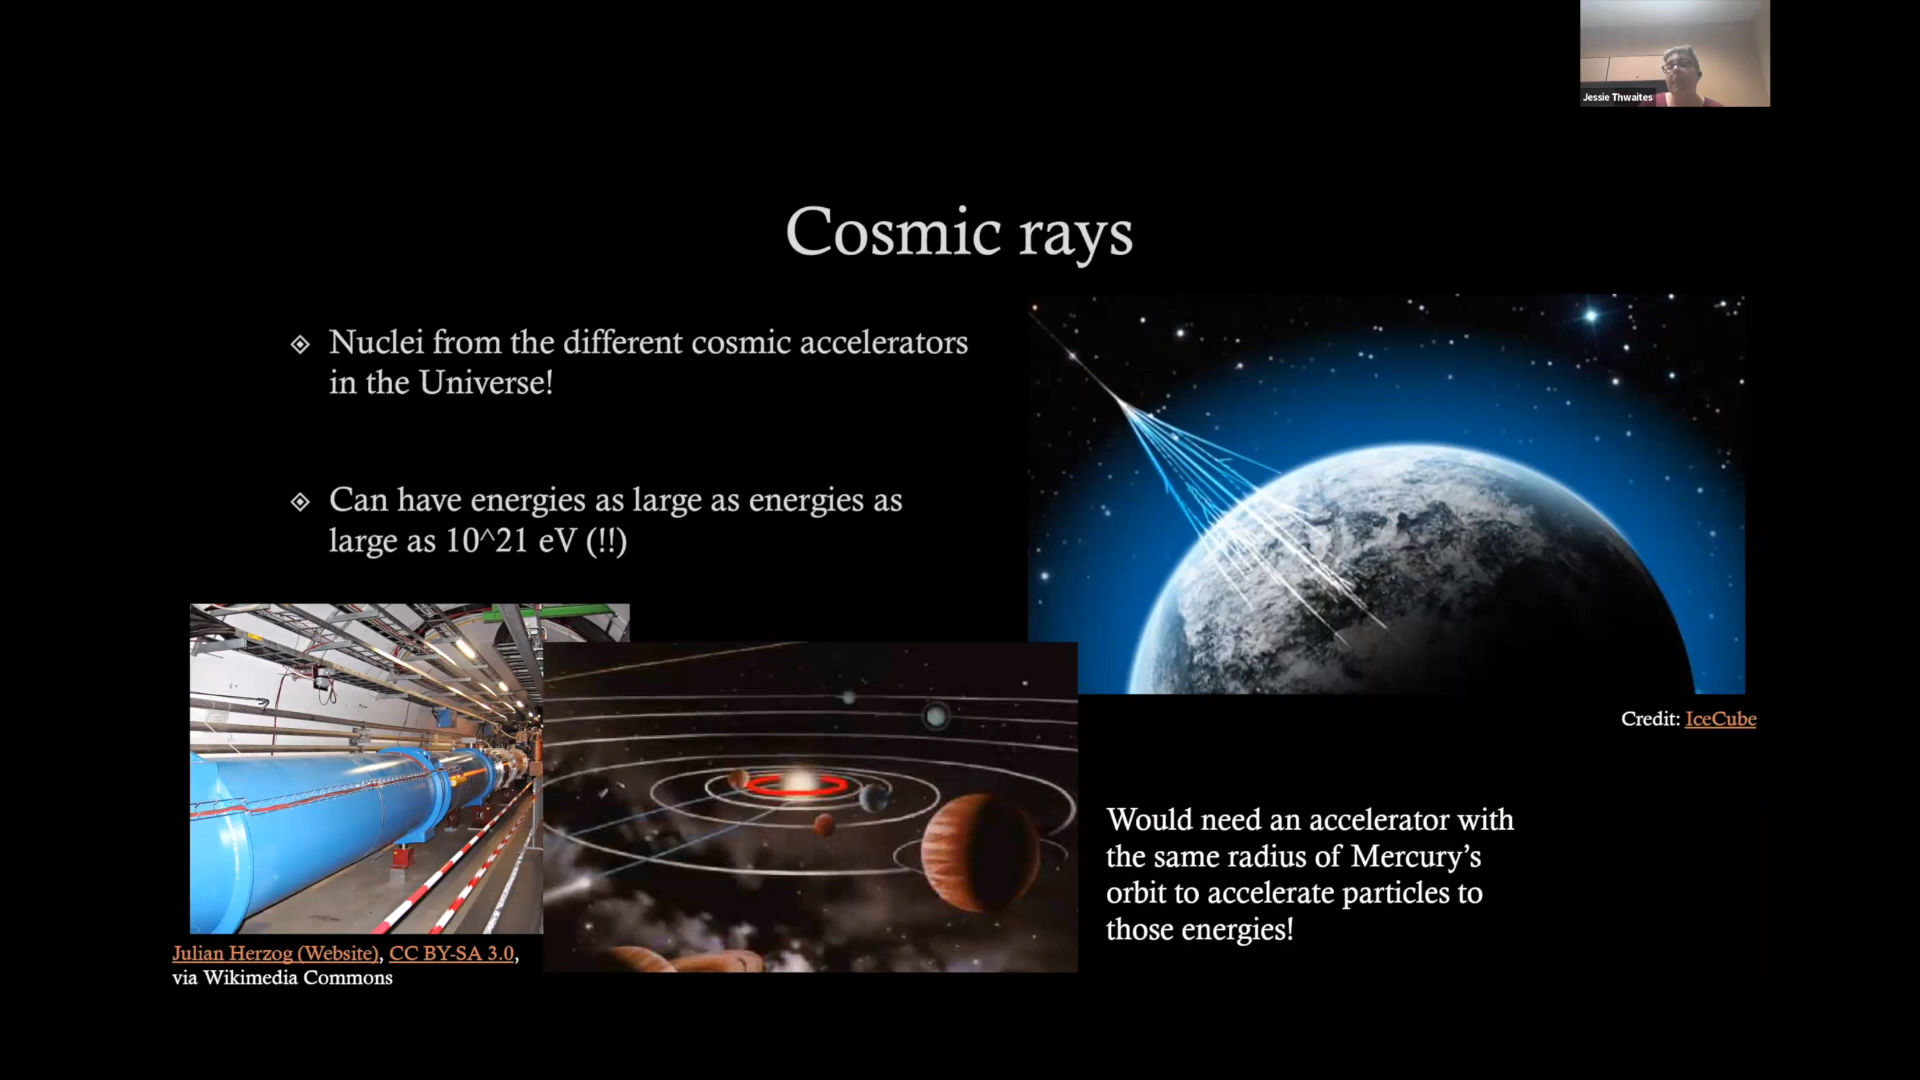 Jessie Thwaites
Cosmic rays
Nuclei from the different cosmic accelerators
in the Universe!
Can have energies as large as energies as
large as 10^21 eV (!!)
Credit: IceCube
Would need an accelerator with
the same radius of Mercury's
orbit to accelerate particles to
those energies!
Julian Herzog (Website), CC BY-SA 3.0,
via Wikimedia Commons